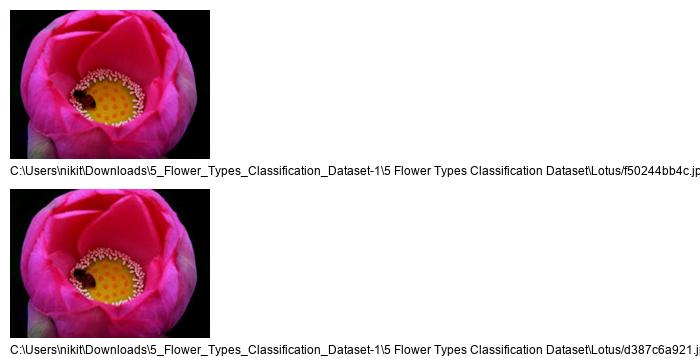 C:\Users\nikit\Downloads\5_Flower_Types_Classification_Dataset-1\5 Flower Types Classification Dataset\Lotus/f50244bb4c.jp
C:\Users\nikit\Downloads\5_Flower_Types_Classification_Dataset-1\5 Flower Types Classification Dataset\Lotus/d387c6a921.j